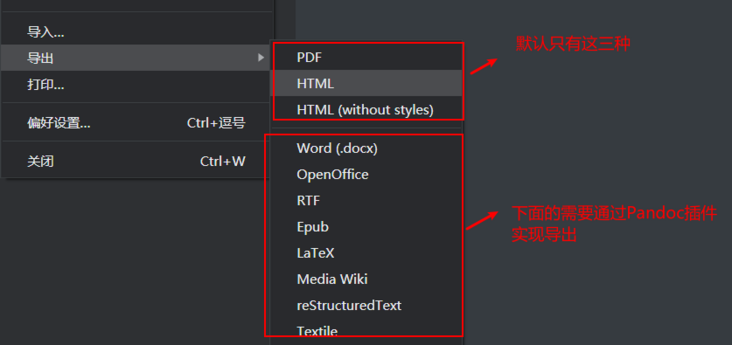 导入...
导出
打印...
偏好设置... Ctrl+逗号
关闭 Ctrl+W
PDF
HTML
HTML (without styles)
Word (.docx)
OpenOffice
RTF
Epub
LaTeX
Media Wiki
reStructuredText
Textile
默认只有这三种
下面的需要通过Pandoc插件
实现导出